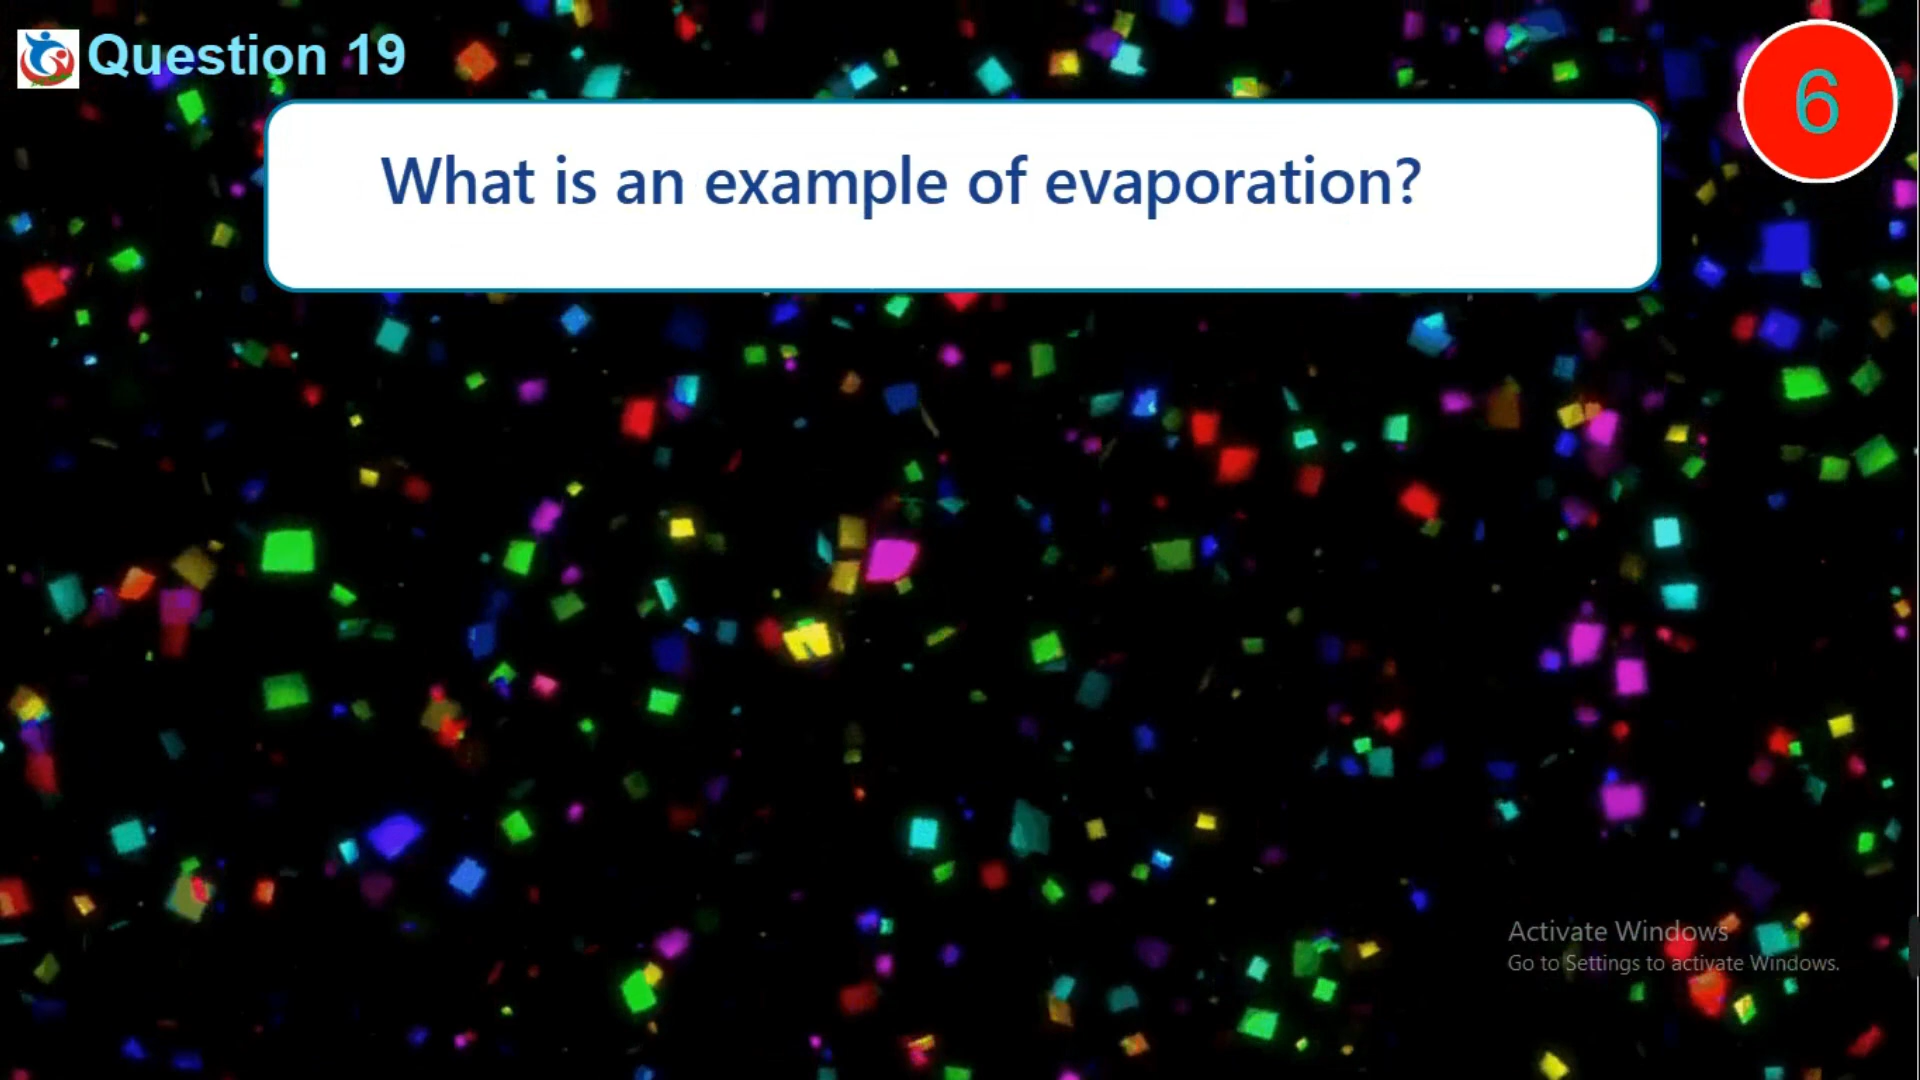 Question 19
6
What is an example of evaporation?
Activate Windows
Go to Settings to activate Windows.